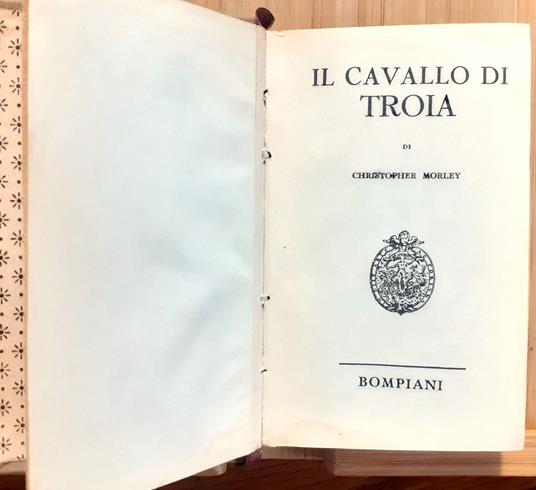 IL CAVALLO DI
TROIA
DI
CHRISTOPHER MORLEY
BOMPIANI